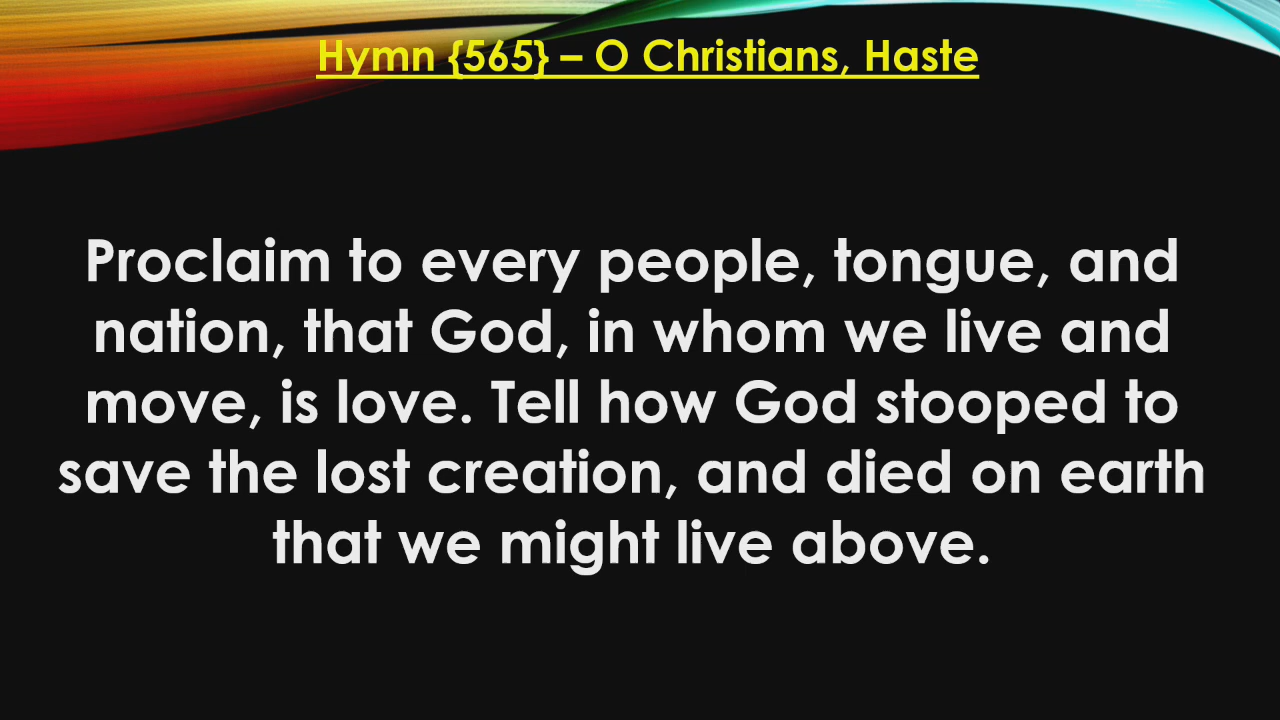 Hymn {565} – O Christians, Haste
Proclaim to every people, tongue, and
nation, that God, in whom we live and
move, is love. Tell how God stooped to
save the lost creation, and died on earth
that we might live above.